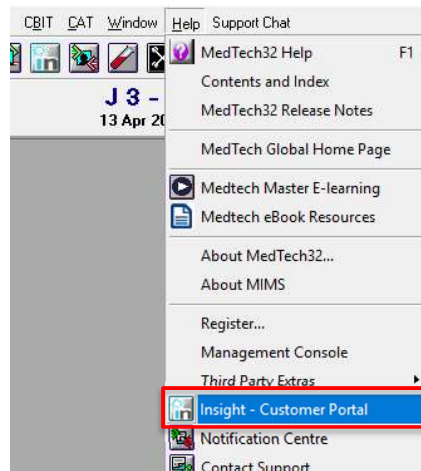 CBIT CAT Window Help Support Chat
MedTech32 Help F1
Contents and Index
J 3 -
MedTech32 Release Notes
13 Apr 20
MedTech Global Home Page
Medtech Master E-learning
Medtech eBook Resources
About MedTech32...
About MIMS
Register...
Management Console
Third Party Extras
Insight - Customer Portal
Notification Centre
Contact Support